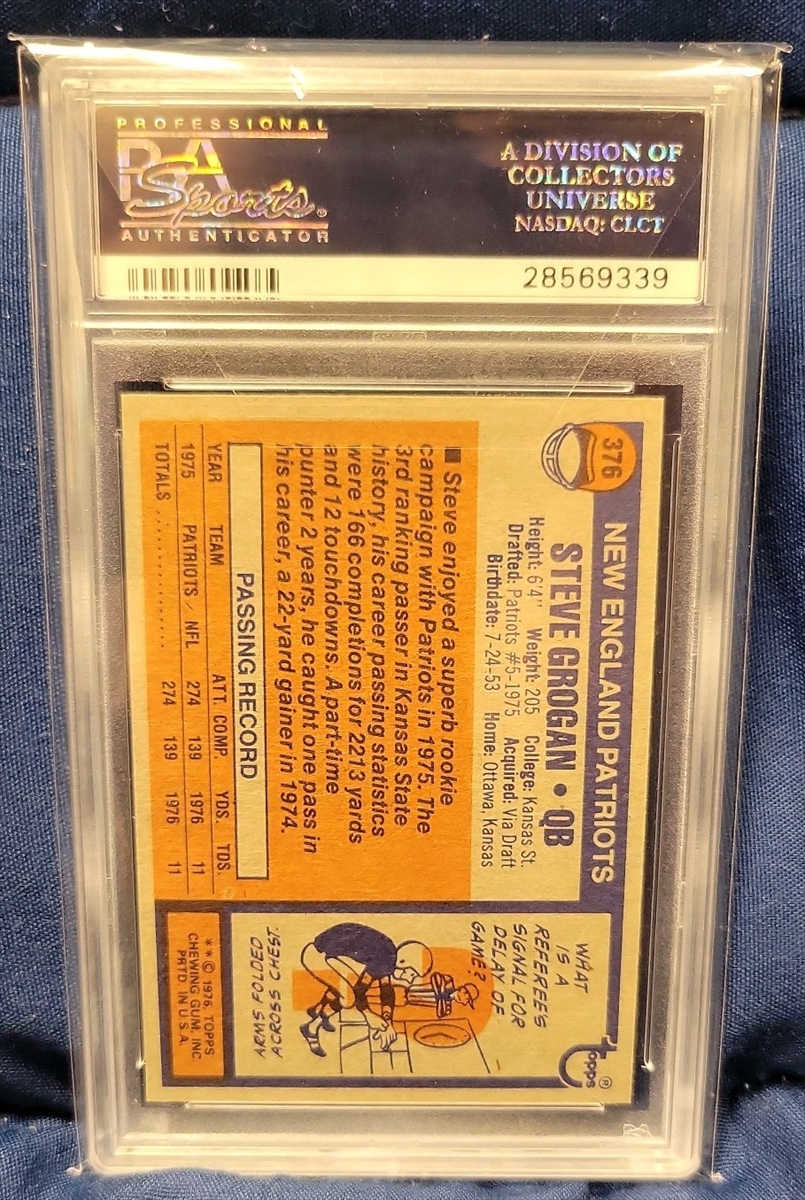 PROFESSIONAL
PSA
Sports®
AUTHENTICATOR
A DIVISION OF
COLLECTORS
UNIVERSE
NASDAQ: CLCT
28569339
376
NEW ENGLAND PATRIOTS
STEVE GROGAN • QB
Height: 6'4" Weight: 205 College: Kansas St.
Drafted: Patriots #5-1975 Acquired: Via Draft
Birthdate: 7-24-53 Home: Ottawa, Kansas
■ Steve enjoyed a superb rookie
campaign with Patriots in 1975. The
3rd ranking passer in Kansas State
history, his career passing statistics
were 166 completions for 2213 yards
and 12 touchdowns. A part-time
punter 2 years, he caught one pass in
his career, a 22-yard gainer in 1974.
PASSING RECORD
YEAR TEAM ATT. COMP. YDS. TDS.
1975 PATRIOTS, NFL 274 139 1976 11
TOTALS ............... 274 139 1976 11
topps®
WHAT
IS A
REFEREE'S
SIGNAL FOR
DELAY OF
GAME?
ARMS FOLDED
ACROSS CHEST.
**© 1976, TOPPS
CHEWING GUM, INC.
PRTD. IN U.S.A.